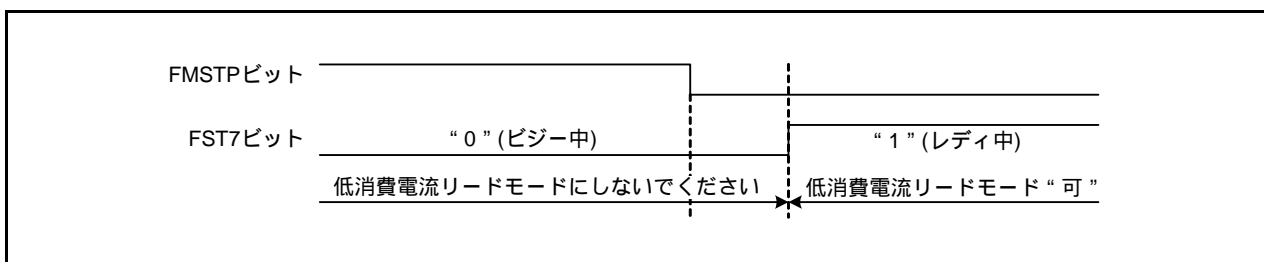 FMSTPビット
FST7ビット “ 0 ” (ビジー中) “ 1 ” (レディ中)
低消費電流リードモードにしないでください 低消費電流リードモード “ 可 ”